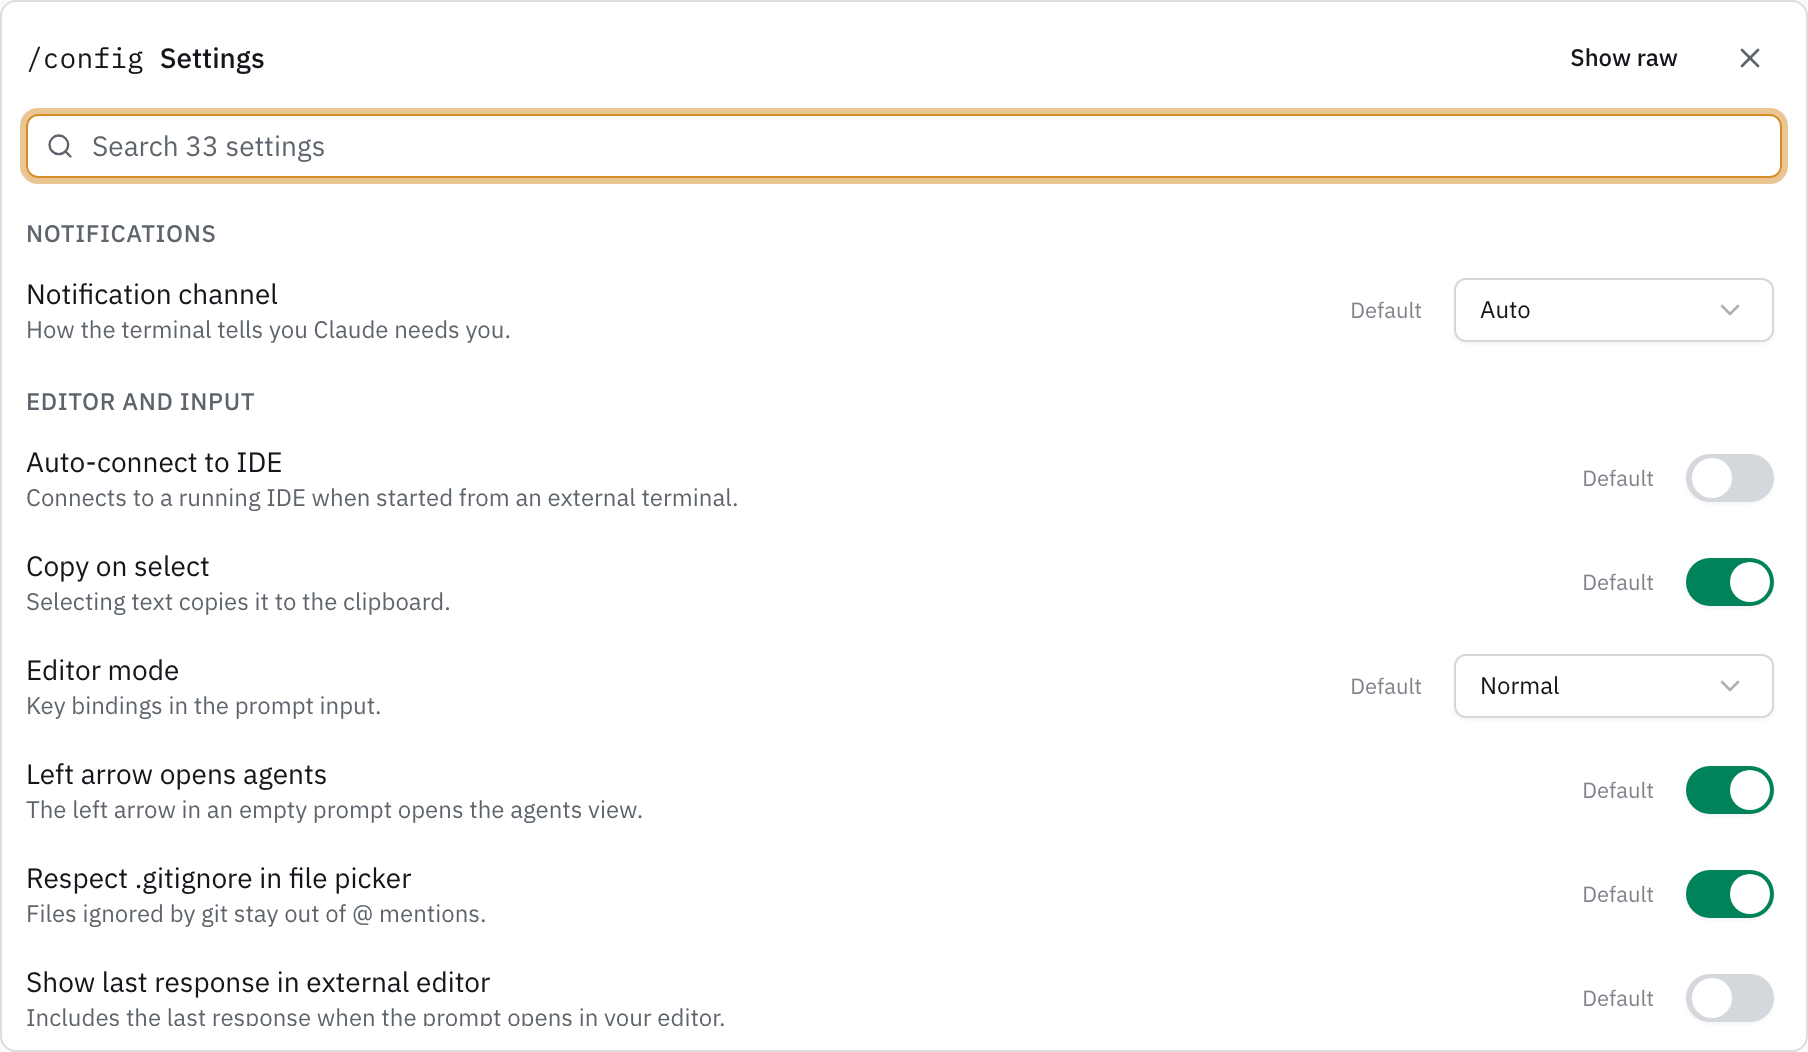 /config Settings
Show raw
Search 33 settings
NOTIFICATIONS
Notification channel
How the terminal tells you Claude needs you.
Default
Auto
EDITOR AND INPUT
Auto-connect to IDE
Connects to a running IDE when started from an external terminal.
Default
Copy on select
Selecting text copies it to the clipboard.
Default
Editor mode
Key bindings in the prompt input.
Default
Normal
Left arrow opens agents
The left arrow in an empty prompt opens the agents view.
Default
Respect .gitignore in file picker
Files ignored by git stay out of @ mentions.
Default
Show last response in external editor
Includes the last response when the prompt opens in your editor.
Default